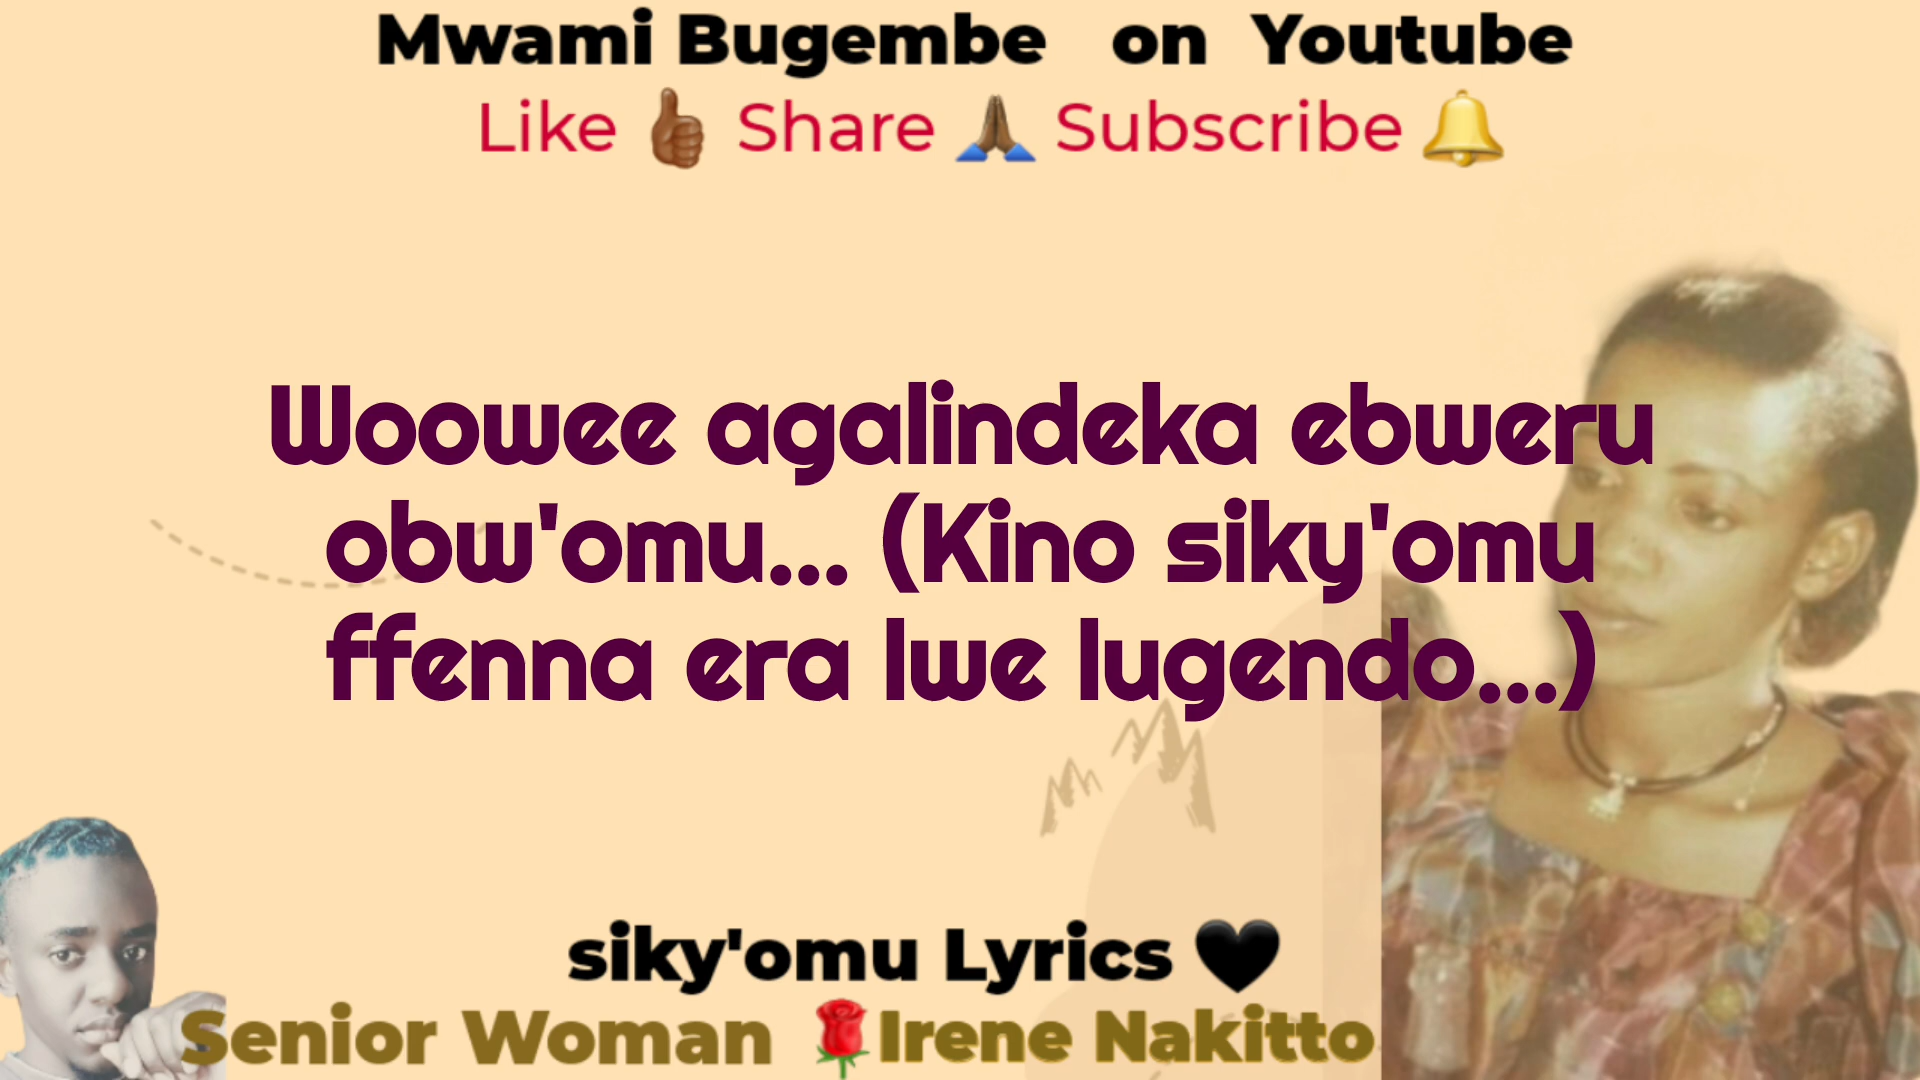 Mwami Bugembe on Youtube
Like 👍🏾 Share 🙏🏾 Subscribe 🔔
Woowee agalindeka ebweru
obw'omu... (Kino siky'omu
ffenna era lwe lugendo...)
siky'omu Lyrics 🖤
Senior Woman 🌹Irene Nakitto